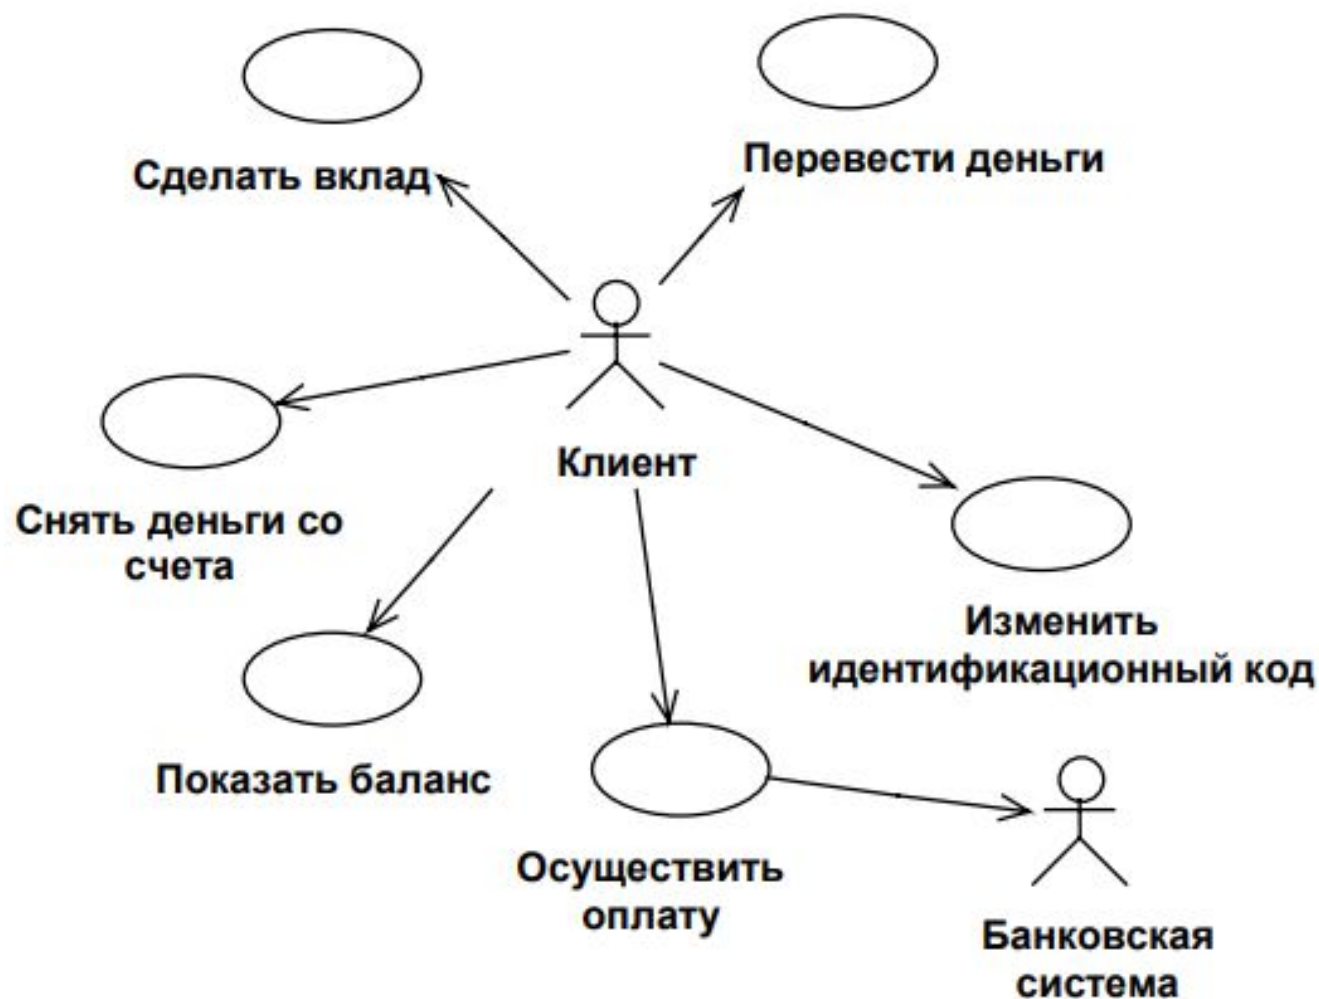 Сделать вклад
Перевести деньги
Клиент
Снять деньги со
счета
Изменить
идентификационный код
Показать баланс
Осуществить
оплату
Банковская
система